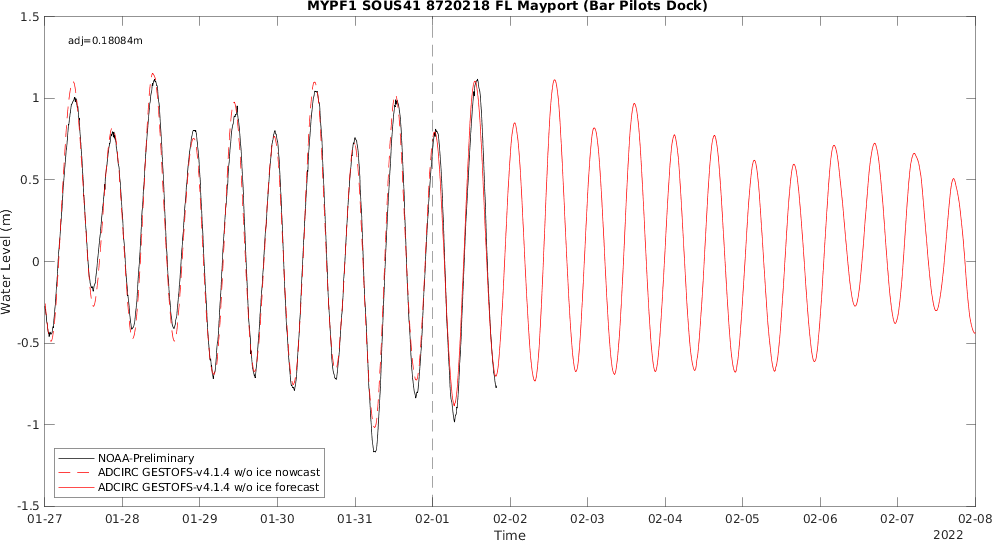 MYPF1 SOUS41 8720218 FL Mayport (Bar Pilots Dock)
adj=0.18084m
1.5
1
0.5
0
-0.5
-1
-1.5
Water Level (m)
NOAA-Preliminary
ADCIRC GESTOFS-v4.1.4 w/o ice nowcast
ADCIRC GESTOFS-v4.1.4 w/o ice forecast
01-27 01-28 01-29 01-30 01-31 02-01 02-02 02-03 02-04 02-05 02-06 02-07 02-08
Time
2022